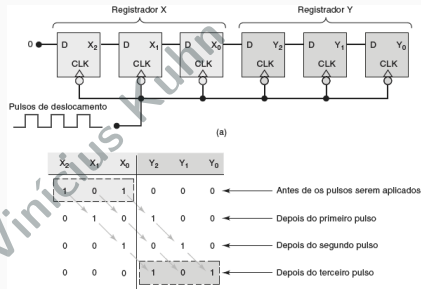 Registrador X Registrador Y
0 D X₂ D X₁ D X₀ D Y₂ D Y₁ D Y₀
CLK CLK CLK CLK CLK CLK
Pulsos de deslocamento
(a)
X₂ X₁ X₀ Y₂ Y₁ Y₀
1 0 1 0 0 0 Antes de os pulsos serem aplicados
0 1 0 1 0 0 Depois do primeiro pulso
0 0 1 0 1 0 Depois do segundo pulso
0 0 0 1 0 1 Depois do terceiro pulso
Vinícius Kuhn